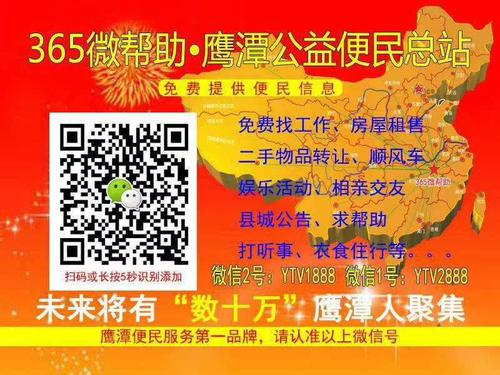 365微帮助•鹰潭公益便民总站
免费提供便民信息
免费找工作、房屋租售
二手物品转让、顺风车
娱乐活动、相亲交友
365微帮助
县城公告、求帮助
打听事、衣食住行等。。。
扫码或长按5秒识别添加
微信2号：YTV1888 微信1号：YTV2888
未来将有“数十万”鹰潭人聚集
鹰潭便民服务第一品牌，请认准以上微信号